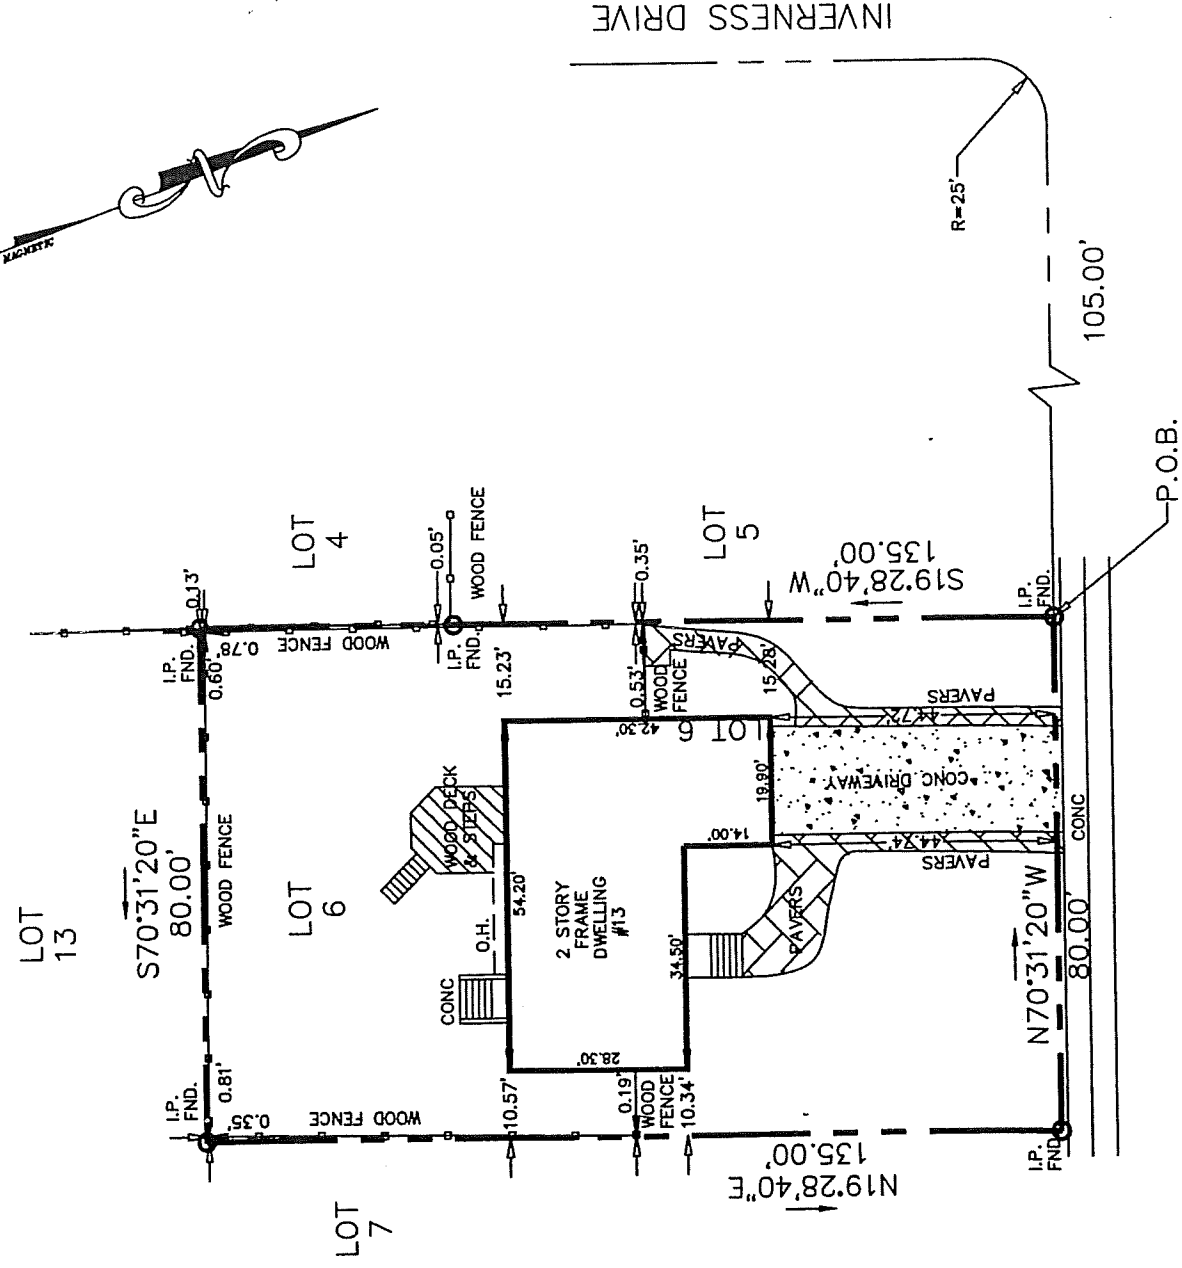 INVERNESS DRIVE
MAGNETIC
N
R=25'
105.00'
P.O.B.
LOT
13
S70°31'20"E
80.00'
WOOD FENCE
I.P.
FND.
0.13'
0.60'
0.78'
WOOD FENCE
LOT
4
0.05'
WOOD FENCE
I.P.
FND.
15.23'
0.35'
LOT
5
S19°28'40"W
135.00'
I.P.
FND.
0.53'
WOOD
FENCE
PAVERS
15.28'
42.30'
LOT 6
PAVERS
44.72'
CONC DRIVEWAY
19.90'
14.00'
44.74'
PAVERS
CONC
PAVERS
34.50'
WOOD DECK
& STEPS
54.20'
O.H.
CONC
2 STORY
FRAME
DWELLING
#13
28.30'
LOT
6
I.P.
FND.
0.81'
0.35'
WOOD FENCE
10.57'
0.19'
WOOD
FENCE
10.34'
LOT
7
N19°28'40"E
135.00'
I.P.
FND.
N70°31'20"W
80.00'